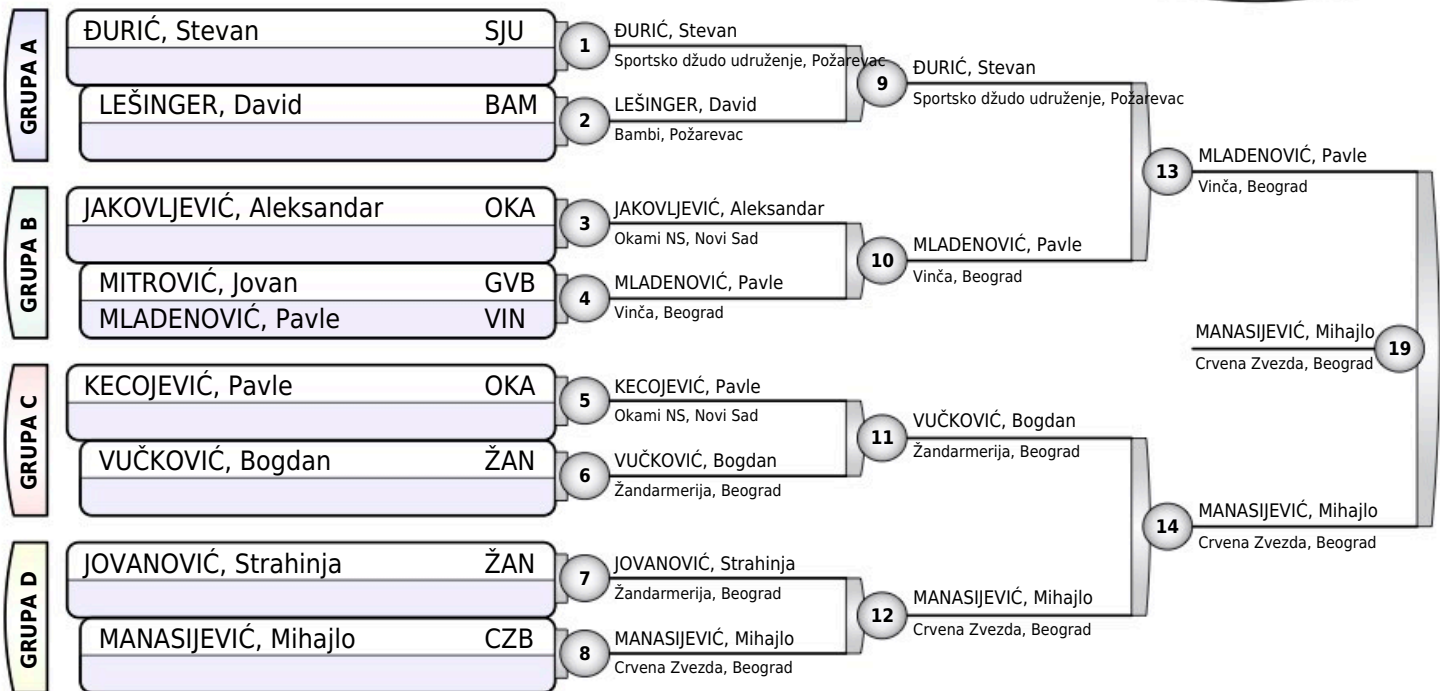 GRUPA A
ĐURIĆ, Stevan SJU
LEŠINGER, David BAM
1
ĐURIĆ, Stevan
Sportsko džudo udruženje, Požarevac
2
LEŠINGER, David
Bambi, Požarevac
9
ĐURIĆ, Stevan
Sportsko džudo udruženje, Požarevac
GRUPA B
JAKOVLJEVIĆ, Aleksandar OKA
MITROVIĆ, Jovan GVB
MLADENOVIĆ, Pavle VIN
3
JAKOVLJEVIĆ, Aleksandar
Okami NS, Novi Sad
4
MLADENOVIĆ, Pavle
Vinča, Beograd
10
MLADENOVIĆ, Pavle
Vinča, Beograd
13
MLADENOVIĆ, Pavle
Vinča, Beograd
GRUPA C
KECOJEVIĆ, Pavle OKA
VUČKOVIĆ, Bogdan ŽAN
5
KECOJEVIĆ, Pavle
Okami NS, Novi Sad
6
VUČKOVIĆ, Bogdan
Žandarmerija, Beograd
11
VUČKOVIĆ, Bogdan
Žandarmerija, Beograd
GRUPA D
JOVANOVIĆ, Strahinja ŽAN
MANASIJEVIĆ, Mihajlo CZB
7
JOVANOVIĆ, Strahinja
Žandarmerija, Beograd
8
MANASIJEVIĆ, Mihajlo
Crvena Zvezda, Beograd
12
MANASIJEVIĆ, Mihajlo
Crvena Zvezda, Beograd
14
MANASIJEVIĆ, Mihajlo
Crvena Zvezda, Beograd
MANASIJEVIĆ, Mihajlo
Crvena Zvezda, Beograd
19